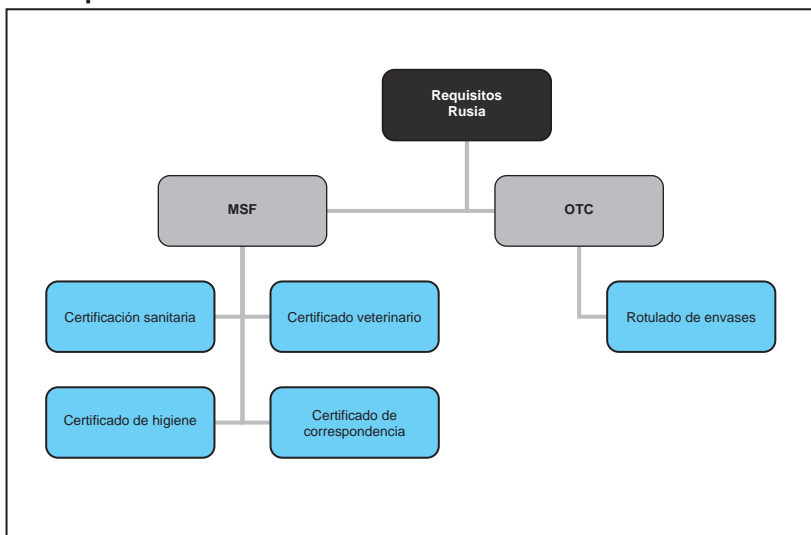 Requisitos
Rusia
MSF
OTC
Certificación sanitaria
Certificado veterinario
Rotulado de envases
Certificado de higiene
Certificado de
correspondencia